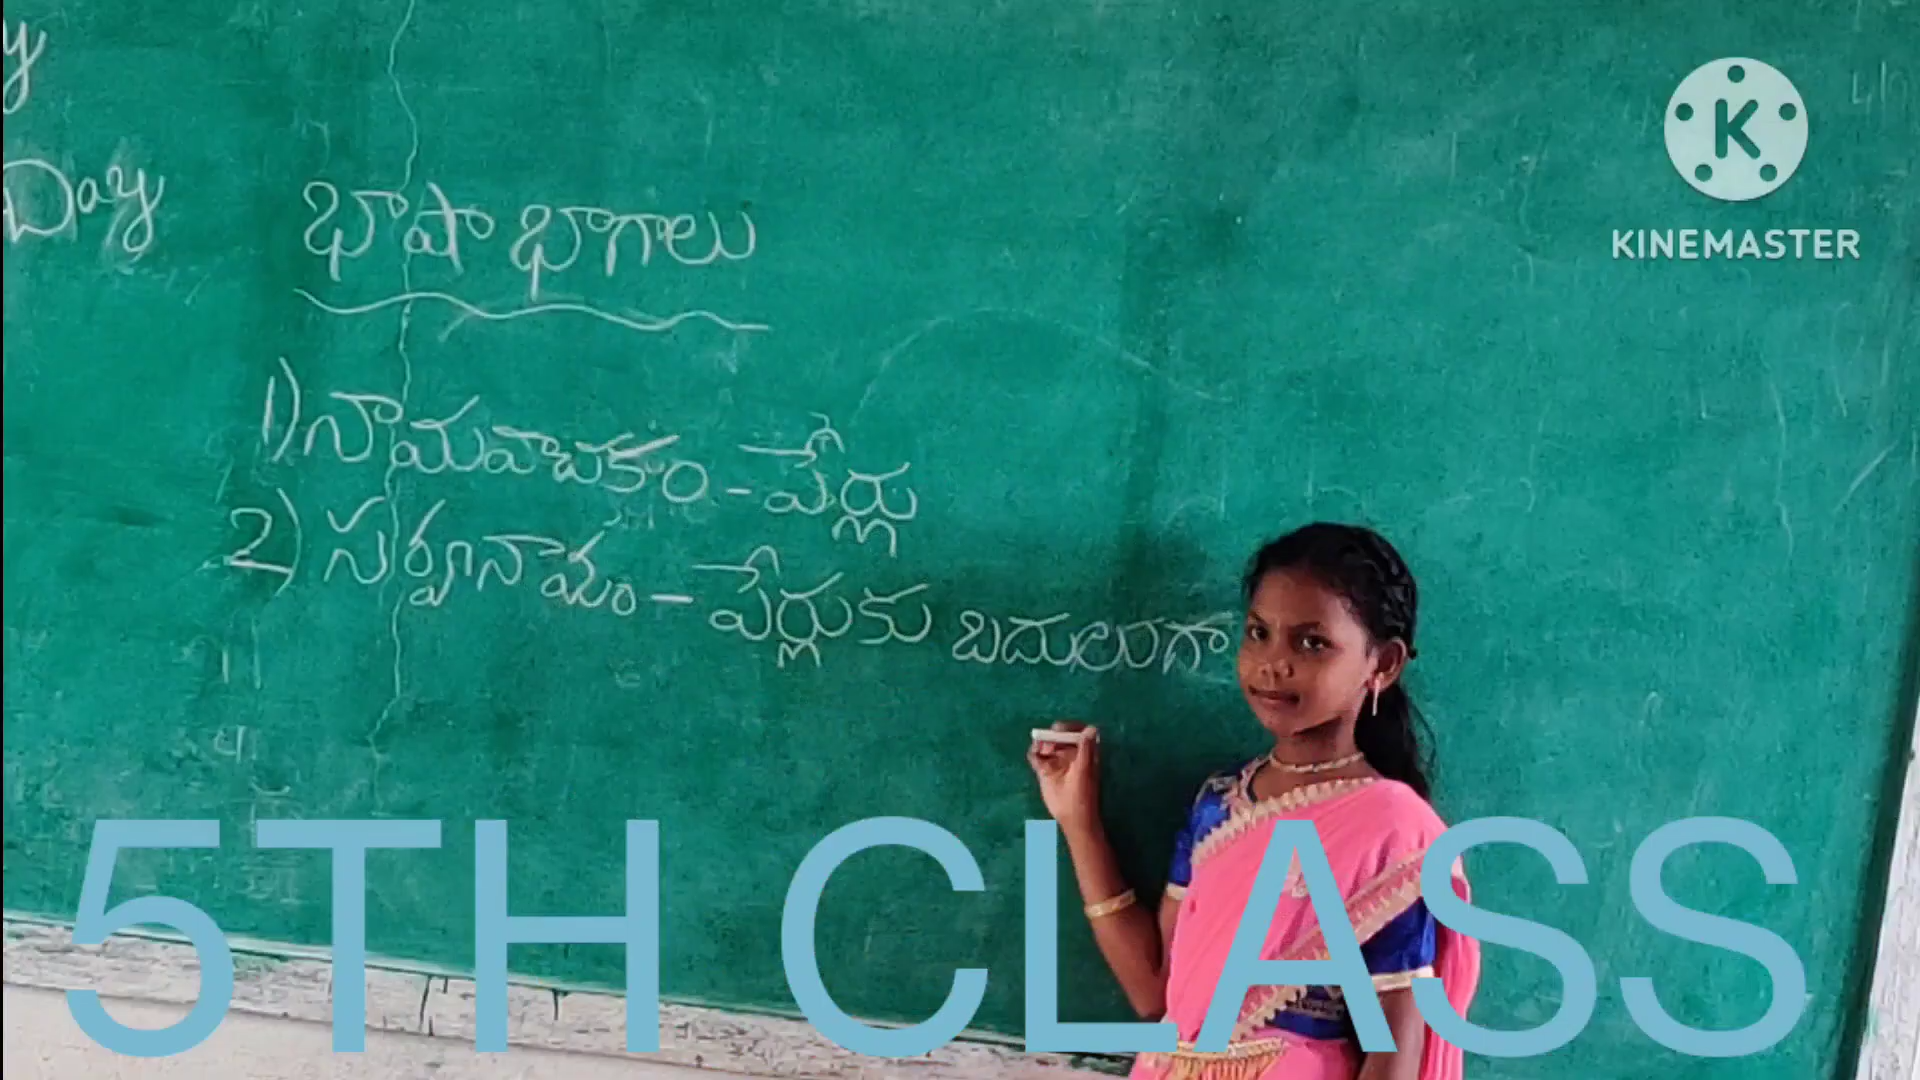 y
Day
భాషా భాగాలు
1) నామవాచకం - పేర్లు
2) సర్వనామం - పేర్లుకు బదులుగా
KINEMASTER
5TH CLASS